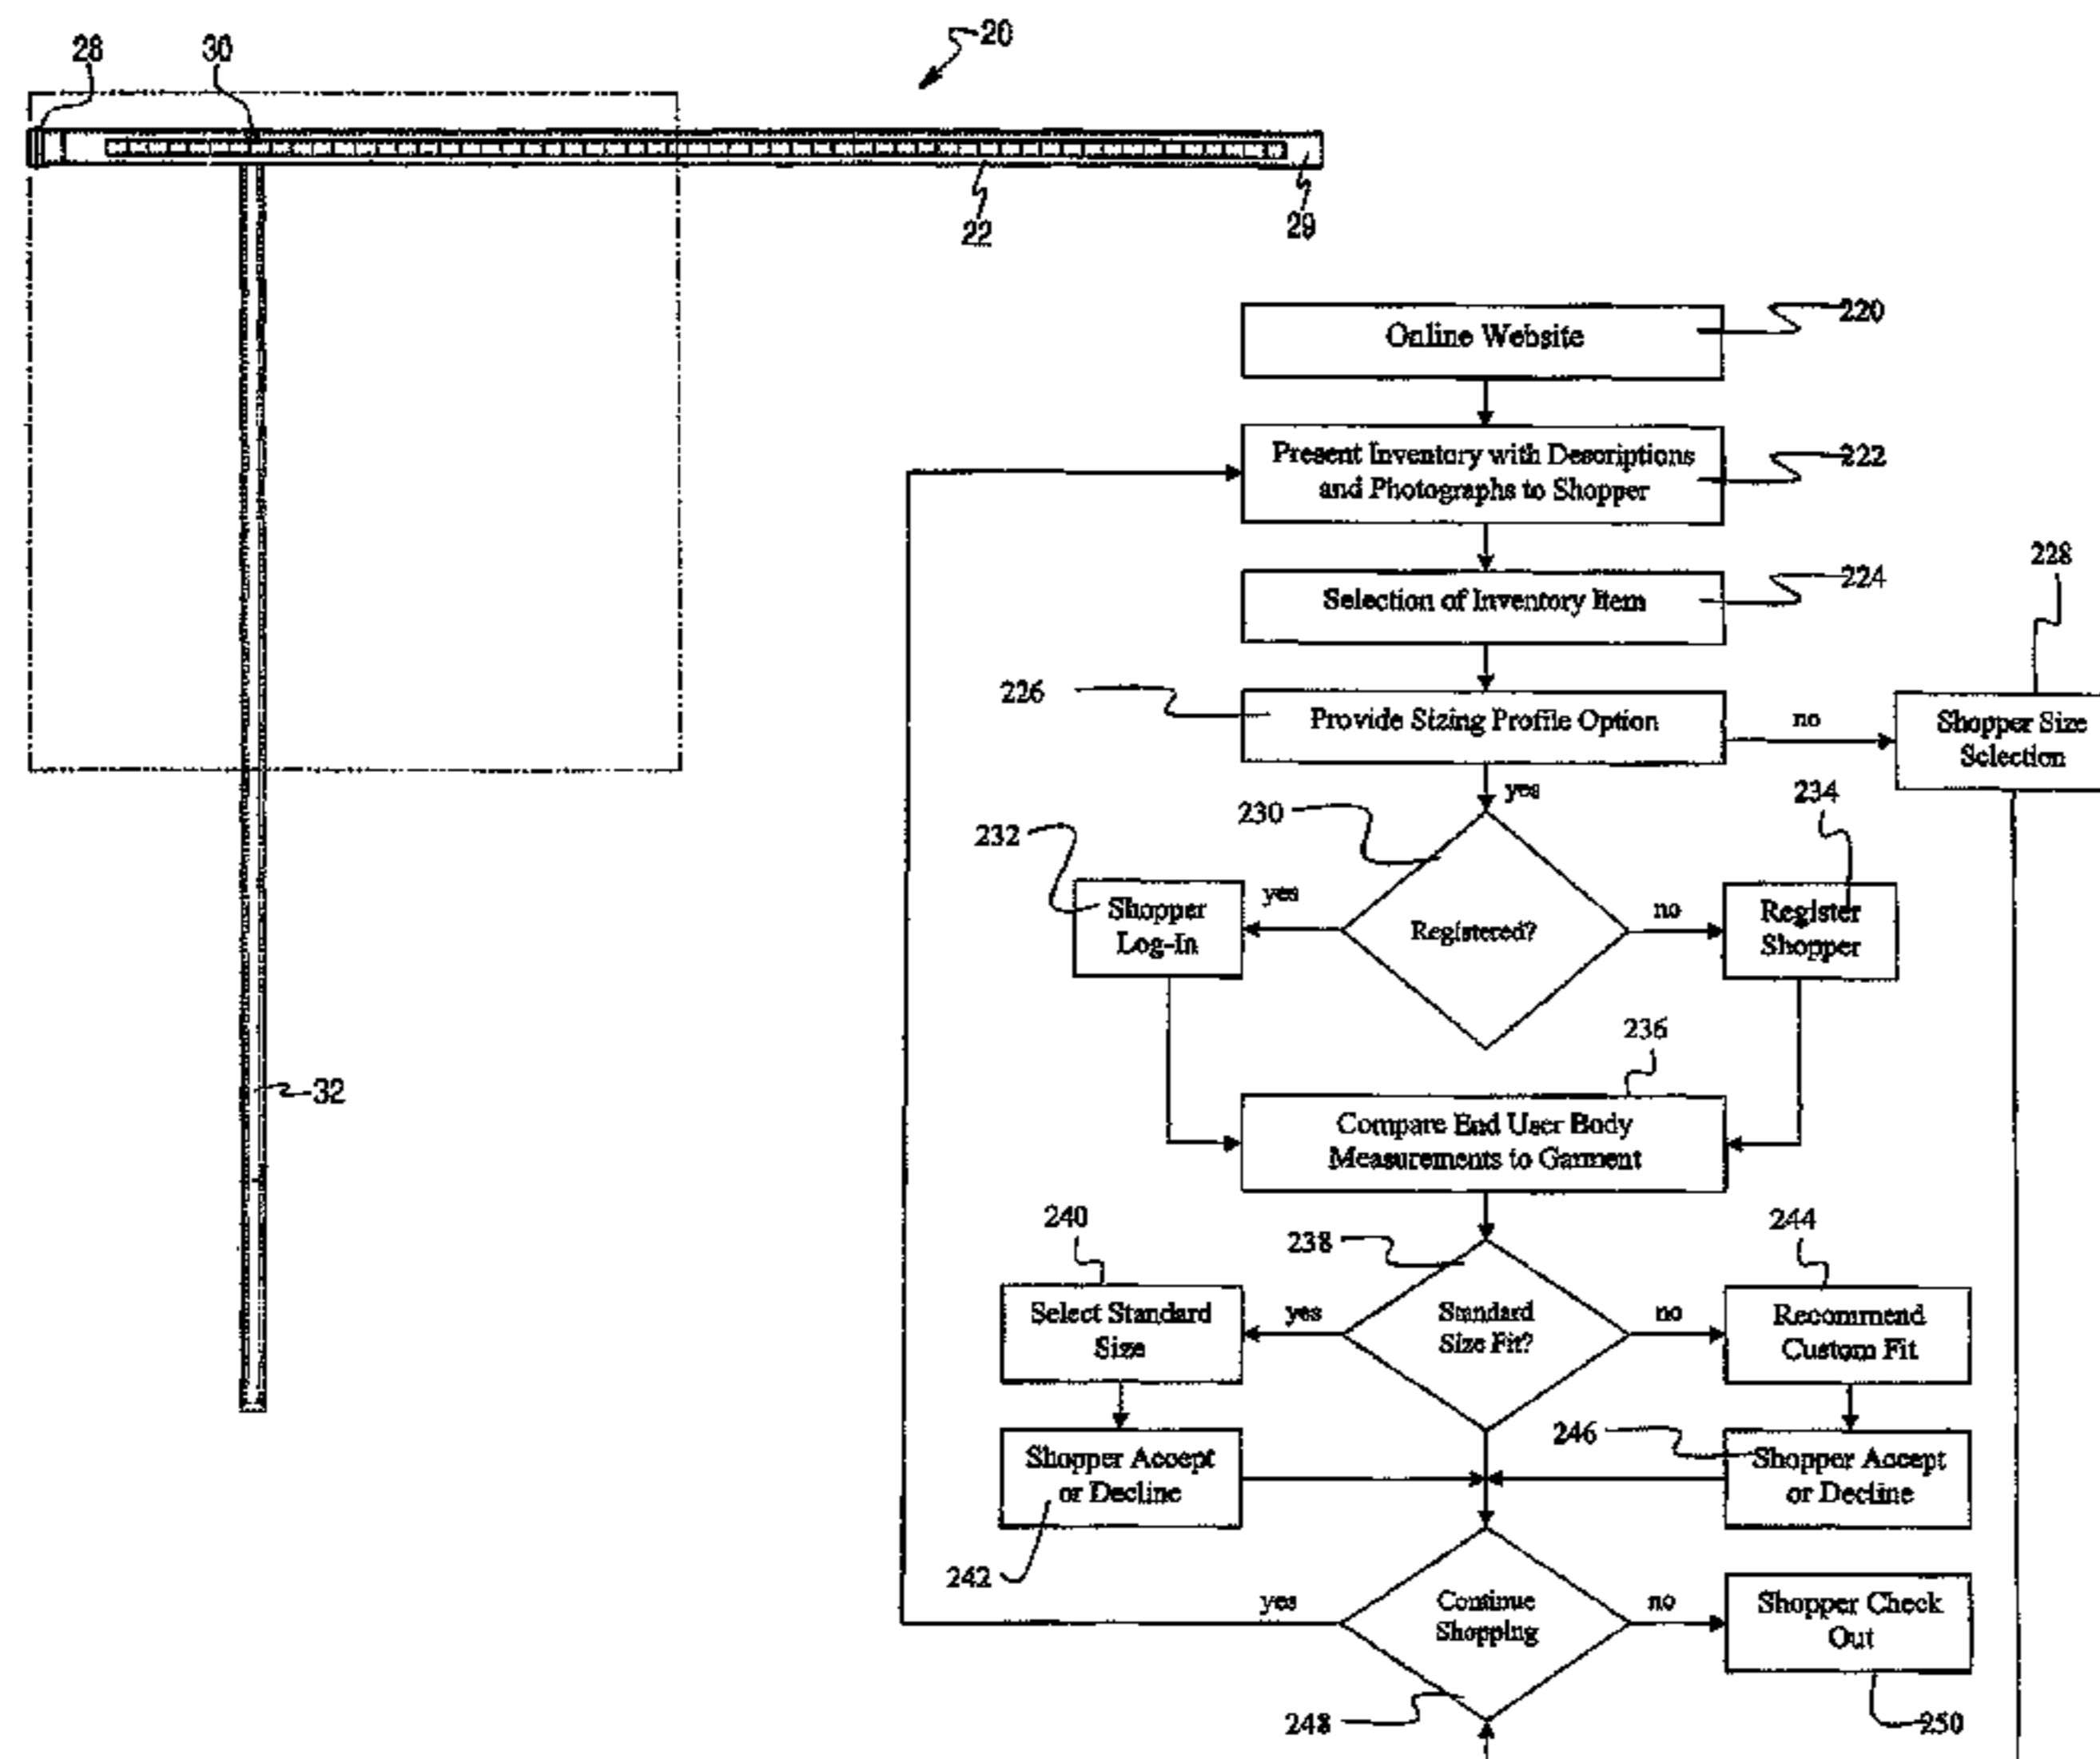 20
28
30
22
29
Online Website
220
Present Inventory with Descriptions
and Photographs to Shopper
222
Selection of Inventory Item
224
228
226
Provide Sizing Profile Option
no
Shopper Size
Selection
yes
230
234
232
Shopper
Log-In
yes
Registered?
no
Register
Shopper
236
32
Compare End User Body
Measurements to Garment
240
238
244
Select Standard
Size
yes
Standard
Size Fit?
no
Recommend
Custom Fit
246
Shopper Accept
or Decline
Shopper Accept
or Decline
242
yes
Continue
Shopping
no
Shopper Check
Out
248
250